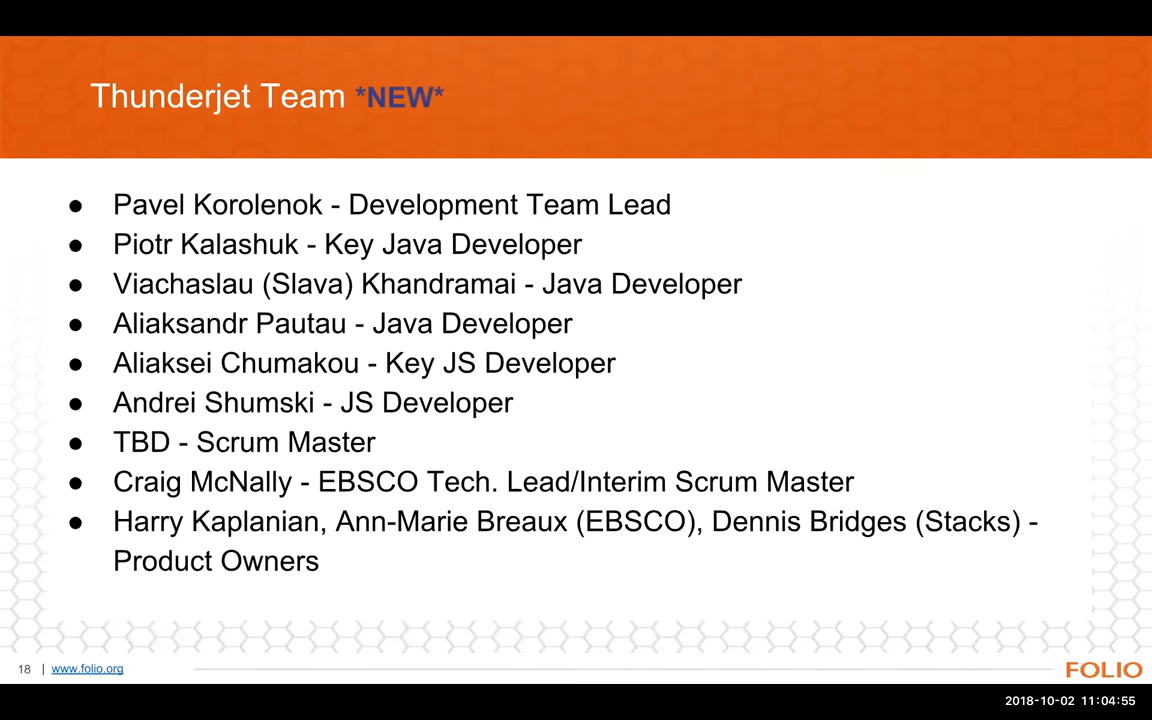 Thunderjet Team *NEW*
● Pavel Korolenok - Development Team Lead
● Piotr Kalashuk - Key Java Developer
● Viachaslau (Slava) Khandramai - Java Developer
● Aliaksandr Pautau - Java Developer
● Aliaksei Chumakou - Key JS Developer
● Andrei Shumski - JS Developer
● TBD - Scrum Master
● Craig McNally - EBSCO Tech. Lead/Interim Scrum Master
● Harry Kaplanian, Ann-Marie Breaux (EBSCO), Dennis Bridges (Stacks) -
Product Owners
18 | www.folio.org
FOLIO
2018-10-02 11:04:55